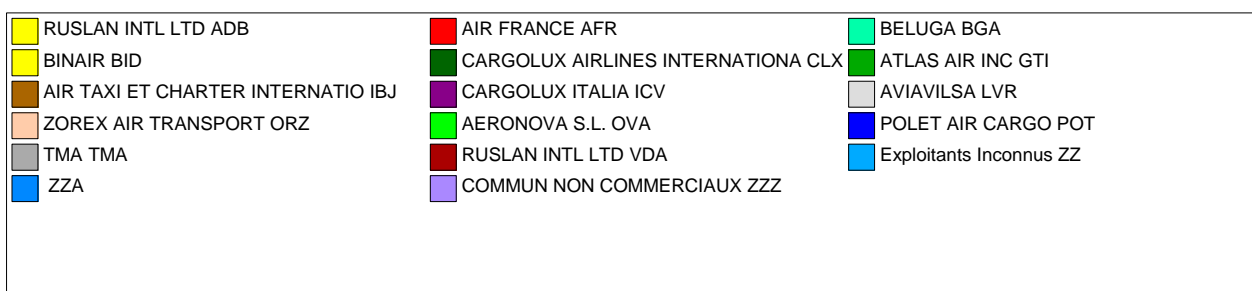 RUSLAN INTL LTD ADB
AIR FRANCE AFR
BELUGA BGA
BINAIR BID
CARGOLUX AIRLINES INTERNATIONA CLX
ATLAS AIR INC GTI
AIR TAXI ET CHARTER INTERNATIO IBJ
CARGOLUX ITALIA ICV
AVIAVILSA LVR
ZOREX AIR TRANSPORT ORZ
AERONOVA S.L. OVA
POLET AIR CARGO POT
TMA TMA
RUSLAN INTL LTD VDA
Exploitants Inconnus ZZ
ZZA
COMMUN NON COMMERCIAUX ZZZ